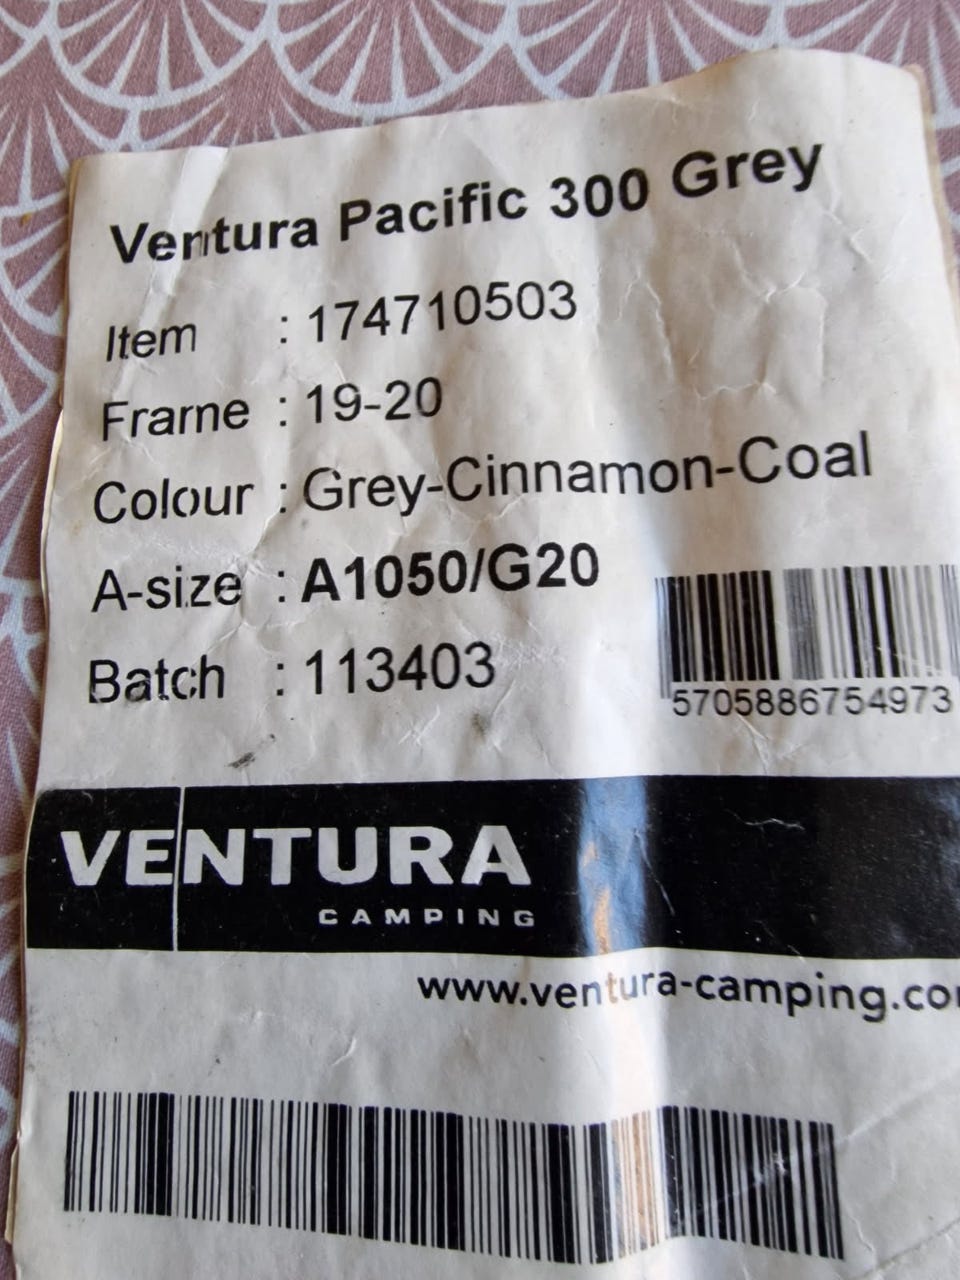 Ventura Pacific 300 Grey
Item : 174710503
Frame : 19-20
Colour : Grey-Cinnamon-Coal
A-size : A1050/G20
Batch : 113403
5705886754973
VENTURA
CAMPING
www.ventura-camping.co